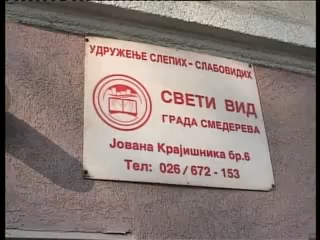 УДРУЖЕЊЕ СЛЕПИХ - СЛАБОВИДИХ
СВЕТИ ВИД
ГРАДА СМЕДЕРЕВА
Јована Крајишника бр.6
Тел: 026/672-153